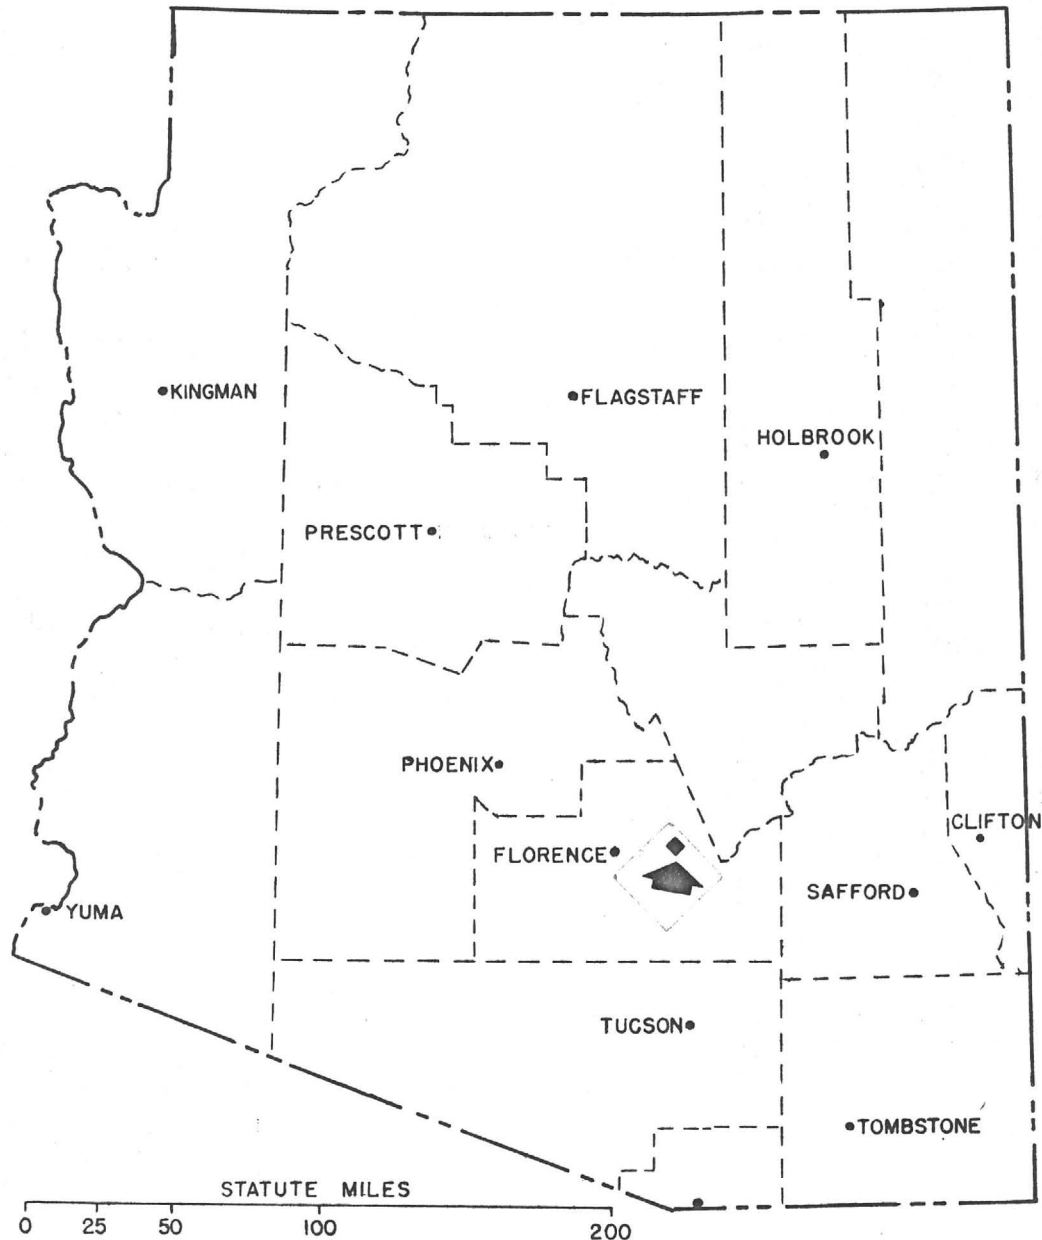 KINGMAN
FLAGSTAFF
HOLBROOK
PRESCOTT
PHOENIX
CLIFTON
FLORENCE
SAFFORD
YUMA
TUCSON
TOMBSTONE
STATUTE MILES
0 25 50 100 200